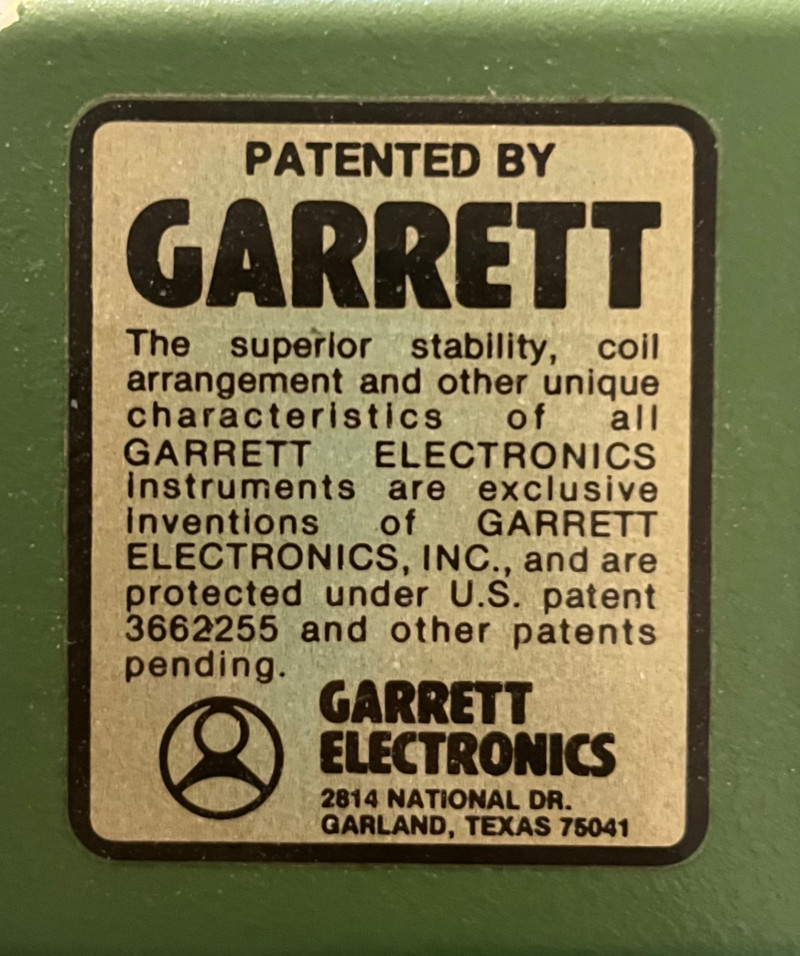 PATENTED BY
GARRETT
The superior stability, coil
arrangement and other unique
characteristics of all
GARRETT ELECTRONICS
instruments are exclusive
inventions of GARRETT
ELECTRONICS, INC., and are
protected under U.S. patent
3662255 and other patents
pending.
GARRETT
ELECTRONICS
2814 NATIONAL DR.
GARLAND, TEXAS 75041